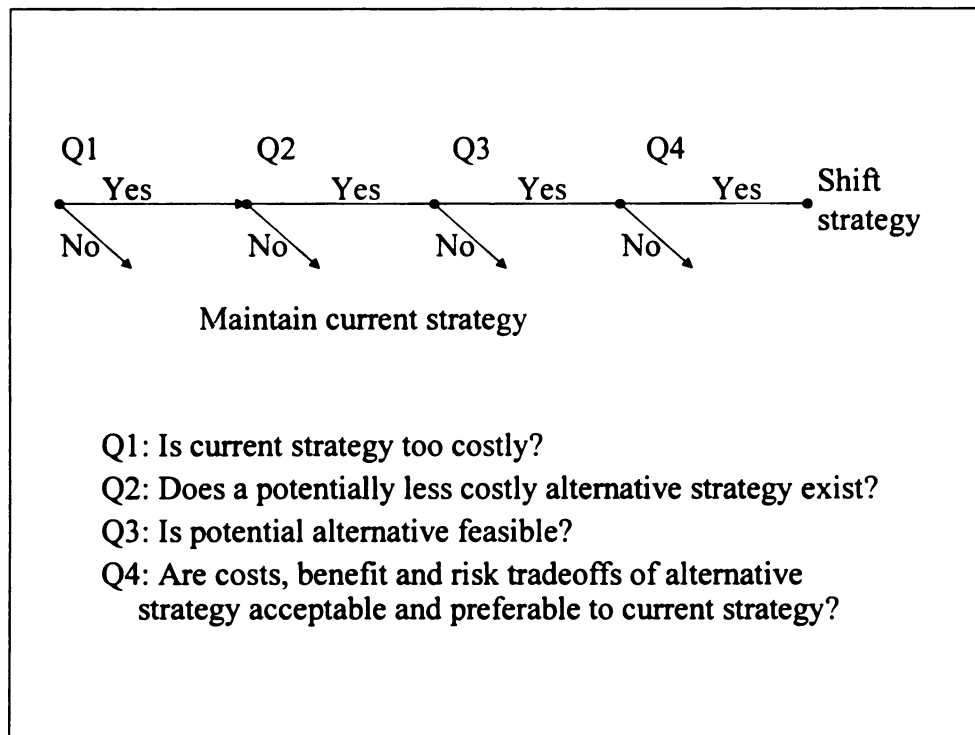 Q1 Q2 Q3 Q4
Yes Yes Yes Yes Shift
strategy
No No No No
Maintain current strategy
Q1: Is current strategy too costly?
Q2: Does a potentially less costly alternative strategy exist?
Q3: Is potential alternative feasible?
Q4: Are costs, benefit and risk tradeoffs of alternative
strategy acceptable and preferable to current strategy?